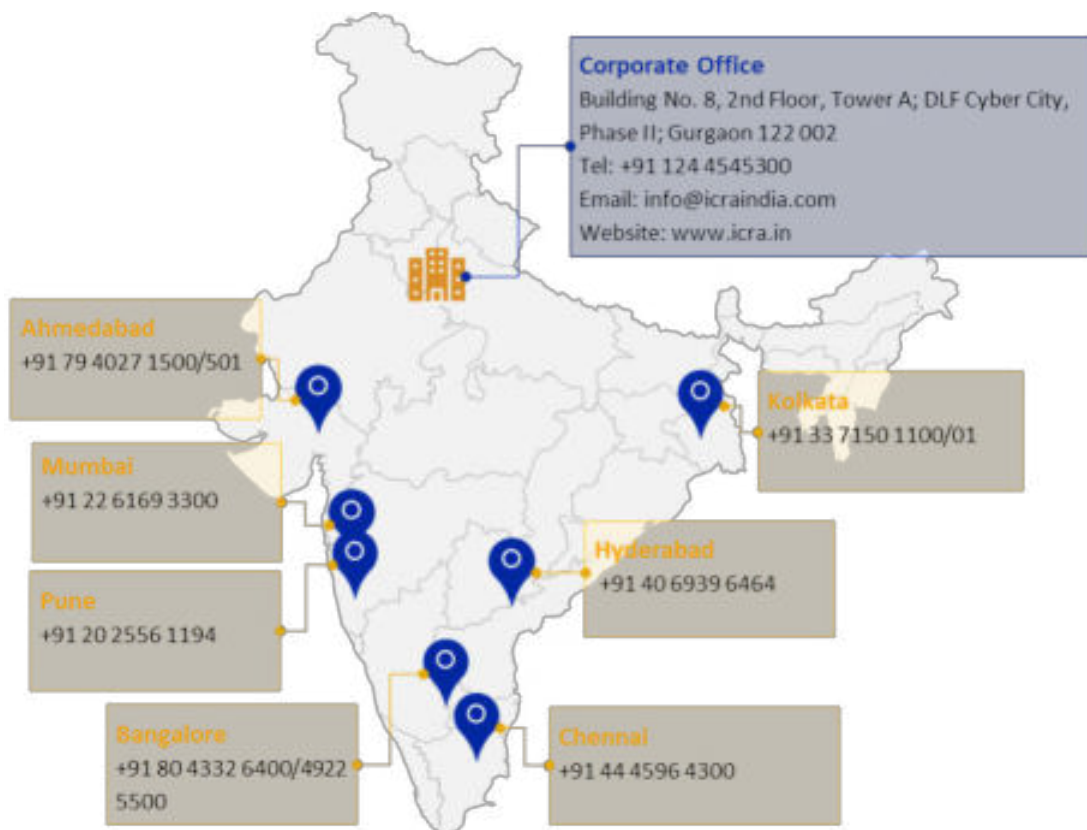 Corporate Office
Building No. 8, 2nd Floor, Tower A; DLF Cyber City,
Phase II; Gurgaon 122 002
Tel: +91 124 4545300
Email: info@icraindia.com
Website: www.icra.in
Ahmedabad
+91 79 4027 1500/501
Kolkata
+91 33 7150 1100/01
Mumbai
+91 22 6169 3300
Hyderabad
+91 40 6939 6464
Pune
+91 20 2556 1194
Bangalore
+91 80 4332 6400/4922
5500
Chennai
+91 44 4596 4300